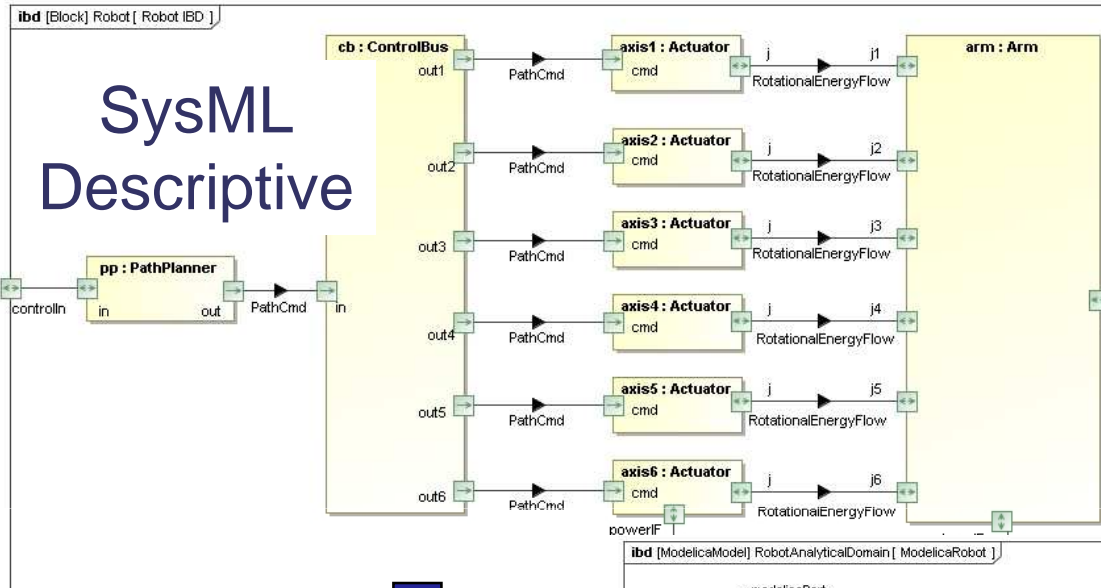 ibd [Block] Robot [ Robot IBD ]
SysML
Descriptive
cb : ControlBus
out1
out2
out3
out4
out5
out6
in
controlIn
pp : PathPlanner
in
out
PathCmd
PathCmd
PathCmd
PathCmd
PathCmd
PathCmd
PathCmd
axis1 : Actuator
cmd
axis2 : Actuator
cmd
axis3 : Actuator
cmd
axis4 : Actuator
cmd
axis5 : Actuator
cmd
axis6 : Actuator
cmd
powerIF
j j1
RotationalEnergyFlow
j j2
RotationalEnergyFlow
j j3
RotationalEnergyFlow
j j4
RotationalEnergyFlow
j j5
RotationalEnergyFlow
j j6
RotationalEnergyFlow
arm : Arm
ibd [ModelicaModel] RobotAnalyticalDomain [ ModelicaRobot ]